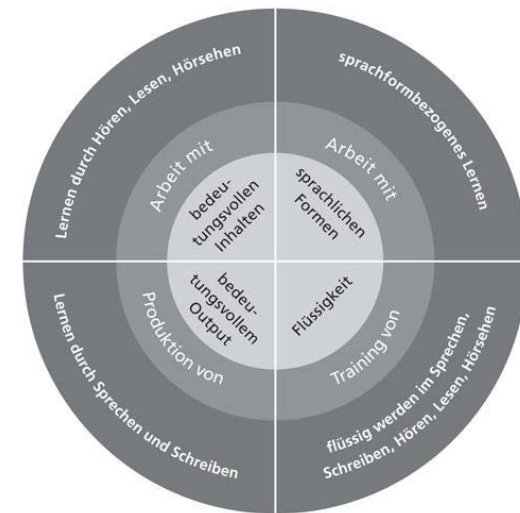 Lernen durch Hören, Lesen, Hörsehen
Arbeit mit
bedeu-
tungsvollen
Inhalten
sprachformbezogenes Lernen
Arbeit mit
sprachlichen
Formen
Lernen durch Sprechen und Schreiben
Produktion von
bedeu-
tungsvollem
Output
flüssig werden im Sprechen,
Schreiben, Hören, Lesen, Hörsehen
Training von
Flüssigkeit